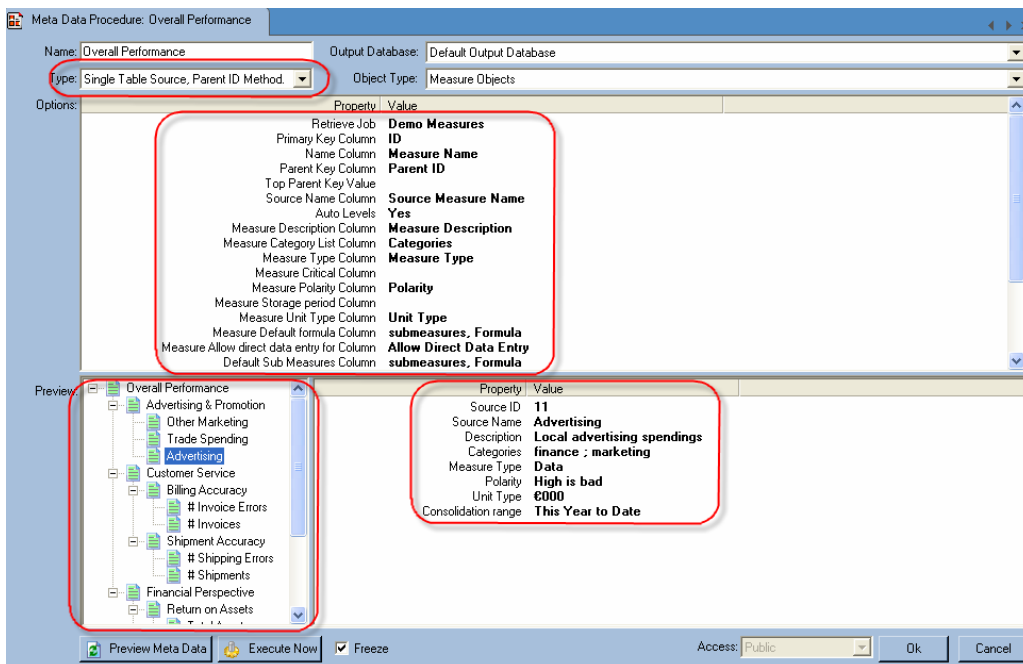 Meta Data Procedure: Overall Performance
Name: Overall Performance Output Database: Default Output Database
Type: Single Table Source, Parent ID Method. Object Type: Measure Objects
Options: Property Value
Retrieve Job Demo Measures
Primary Key Column ID
Name Column Measure Name
Parent Key Column Parent ID
Top Parent Key Value
Source Name Column Source Measure Name
Auto Levels Yes
Measure Description Column Measure Description
Measure Category List Column Categories
Measure Type Column Measure Type
Measure Critical Column
Measure Polarity Column Polarity
Measure Storage period Column
Measure Unit Type Column Unit Type
Measure Default formula Column submeasures, Formula
Measure Allow direct data entry for Column Allow Direct Data Entry
Default Sub Measures Column submeasures, Formula
Preview:
Overall Performance
Advertising & Promotion
Other Marketing
Trade Spending
Advertising
Customer Service
Billing Accuracy
# Invoice Errors
# Invoices
Shipment Accuracy
# Shipping Errors
# Shipments
Financial Perspective
Return on Assets
Property Value
Source ID 11
Source Name Advertising
Description Local advertising spendings
Categories finance ; marketing
Measure Type Data
Polarity High is bad
Unit Type €000
Consolidation range This Year to Date
Preview Meta Data Execute Now Freeze Access: Public Ok Cancel